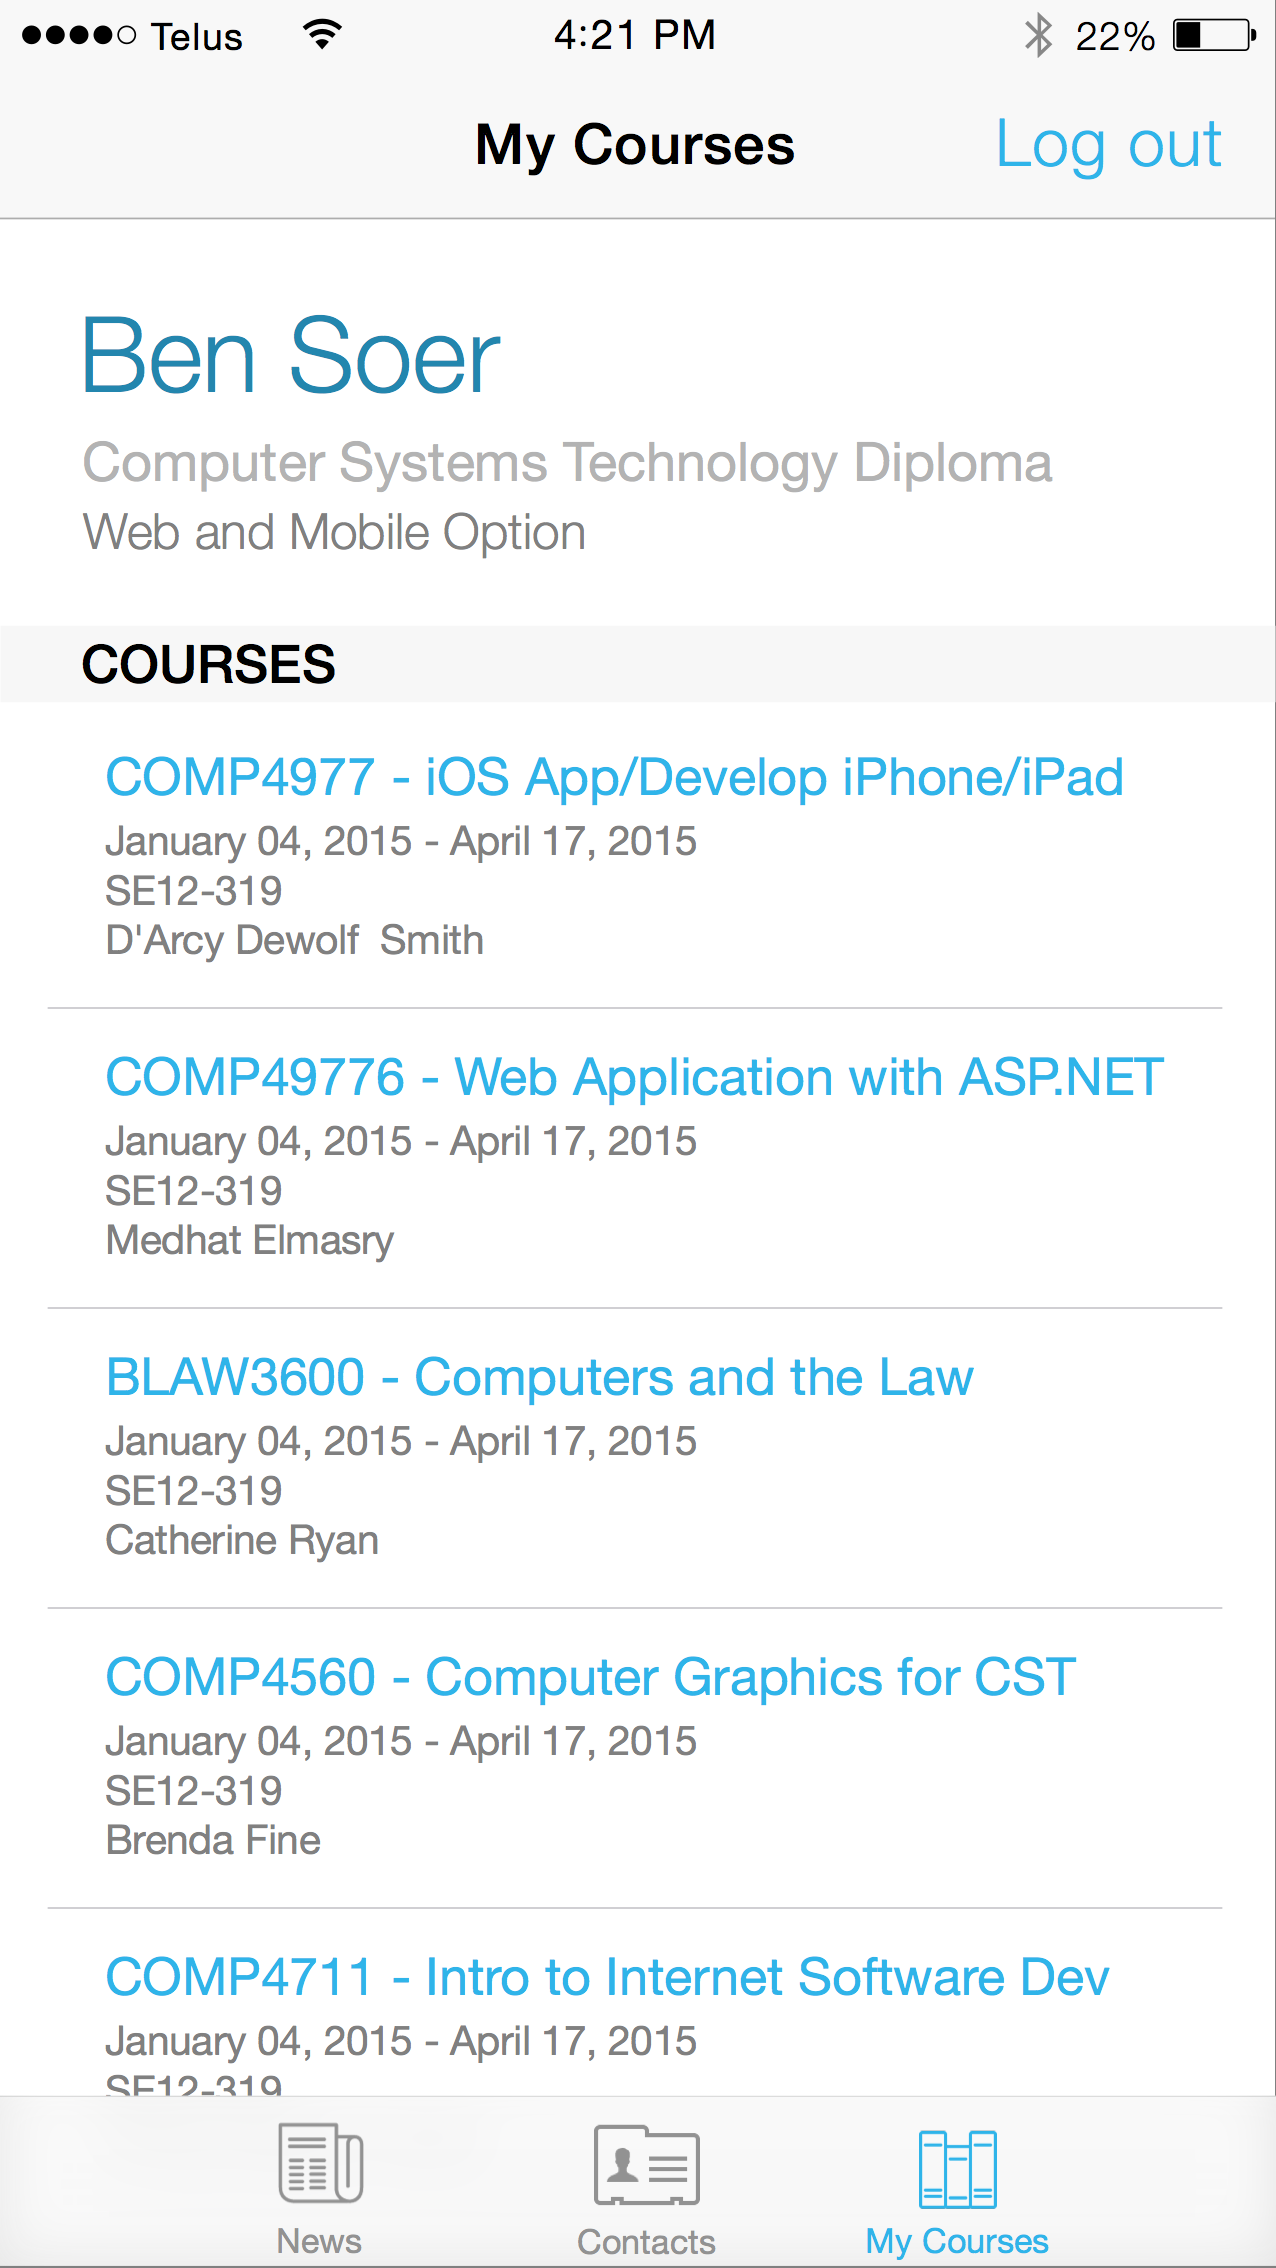 Telus 4:21 PM 22%
My Courses Log out
Ben Soer
Computer Systems Technology Diploma
Web and Mobile Option
COURSES
COMP4977 - iOS App/Develop iPhone/iPad
January 04, 2015 - April 17, 2015
SE12-319
D'Arcy Dewolf  Smith
COMP49776 - Web Application with ASP.NET
January 04, 2015 - April 17, 2015
SE12-319
Medhat Elmasry
BLAW3600 - Computers and the Law
January 04, 2015 - April 17, 2015
SE12-319
Catherine Ryan
COMP4560 - Computer Graphics for CST
January 04, 2015 - April 17, 2015
SE12-319
Brenda Fine
COMP4711 - Intro to Internet Software Dev
January 04, 2015 - April 17, 2015
SE12-319
News Contacts My Courses